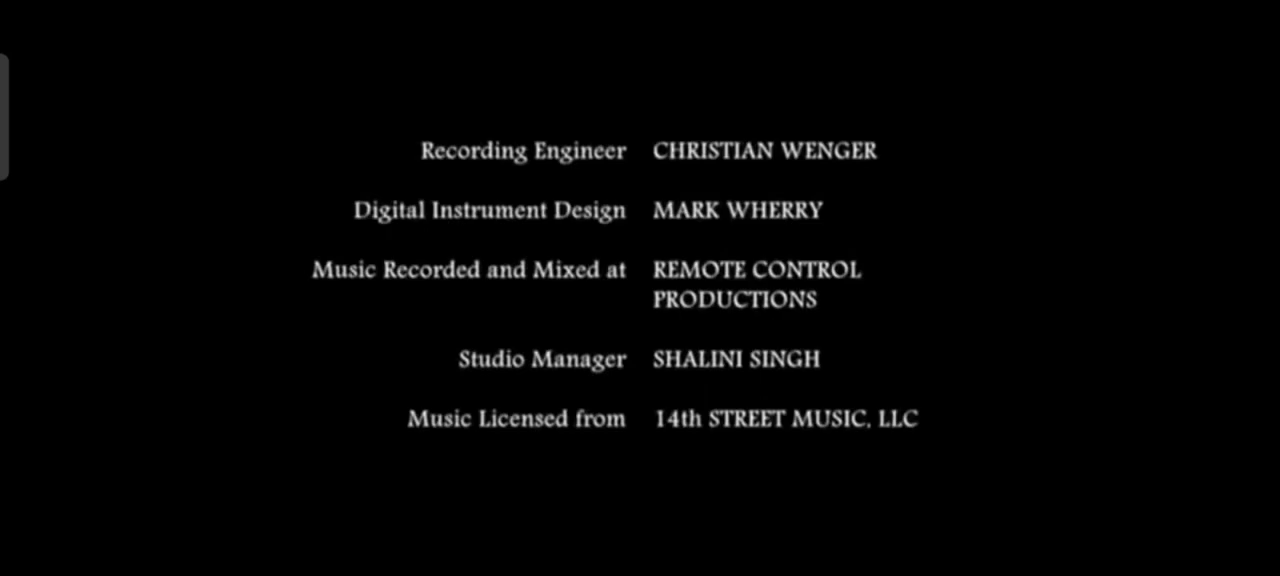 Recording Engineer CHRISTIAN WENGER
Digital Instrument Design MARK WHERRY
Music Recorded and Mixed at REMOTE CONTROL
PRODUCTIONS
Studio Manager SHALINI SINGH
Music Licensed from 14th STREET MUSIC, LLC